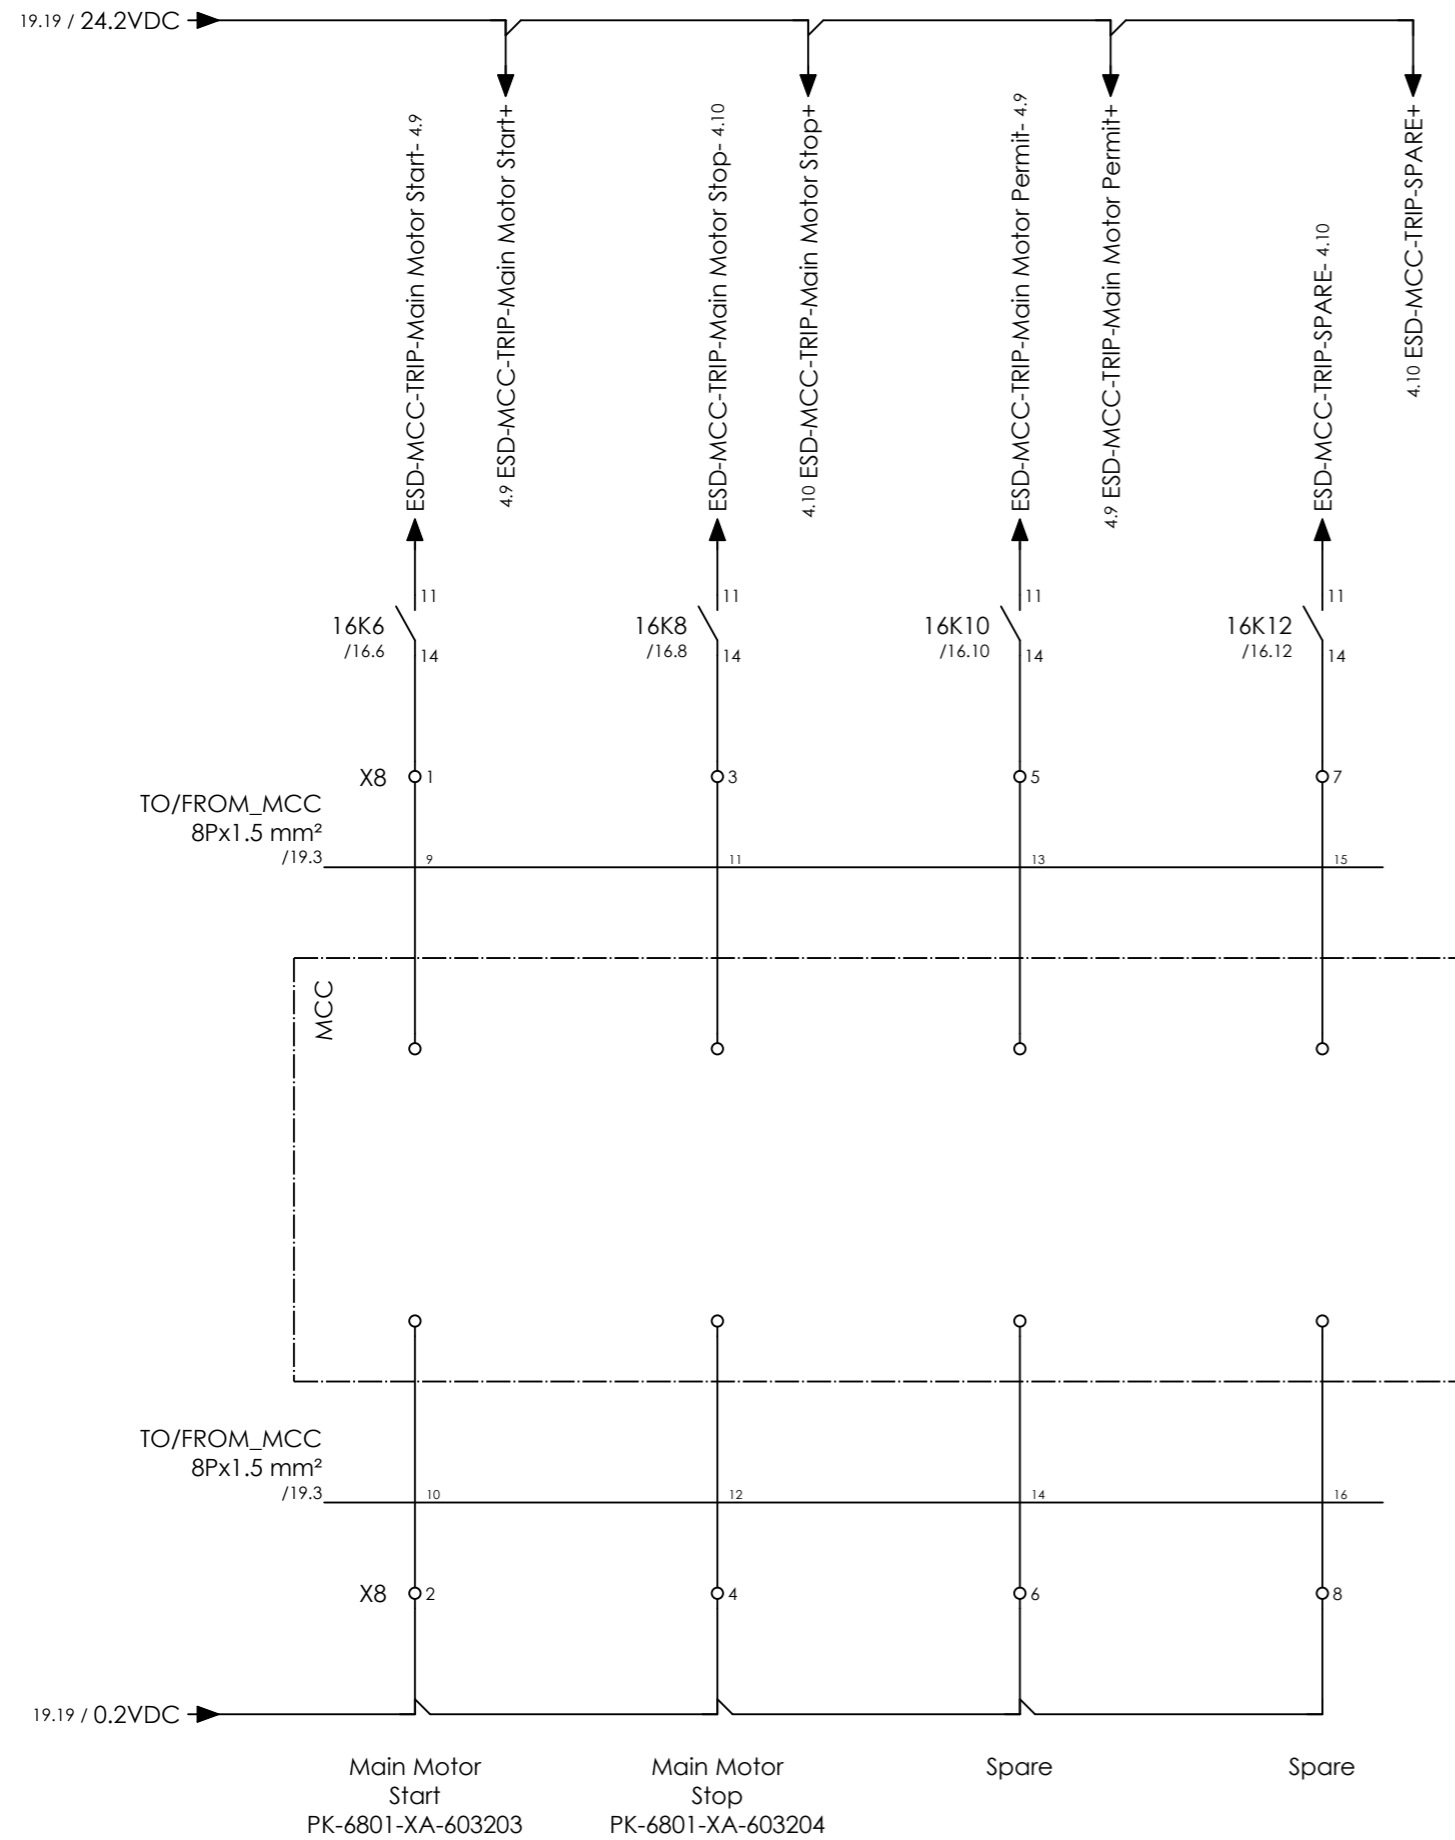 19.19 / 24.2VDC
ESD-MCC-TRIP-Main Motor Start- 4.9
4.9 ESD-MCC-TRIP-Main Motor Start+
ESD-MCC-TRIP-Main Motor Stop- 4.10
4.10 ESD-MCC-TRIP-Main Motor Stop+
ESD-MCC-TRIP-Main Motor Permit- 4.9
4.9 ESD-MCC-TRIP-Main Motor Permit+
ESD-MCC-TRIP-SPARE- 4.10
4.10 ESD-MCC-TRIP-SPARE+
11 11 11 11
16K6 16K8 16K10 16K12
/16.6 /16.8 /16.10 /16.12
14 14 14 14
X8 1 3 5 7
TO/FROM_MCC
8Px1.5 mm²
/19.3 9 11 13 15
MCC
TO/FROM_MCC
8Px1.5 mm²
/19.3 10 12 14 16
X8 2 4 6 8
19.19 / 0.2VDC
Main Motor
Start
PK-6801-XA-603203
Main Motor
Stop
PK-6801-XA-603204
Spare
Spare